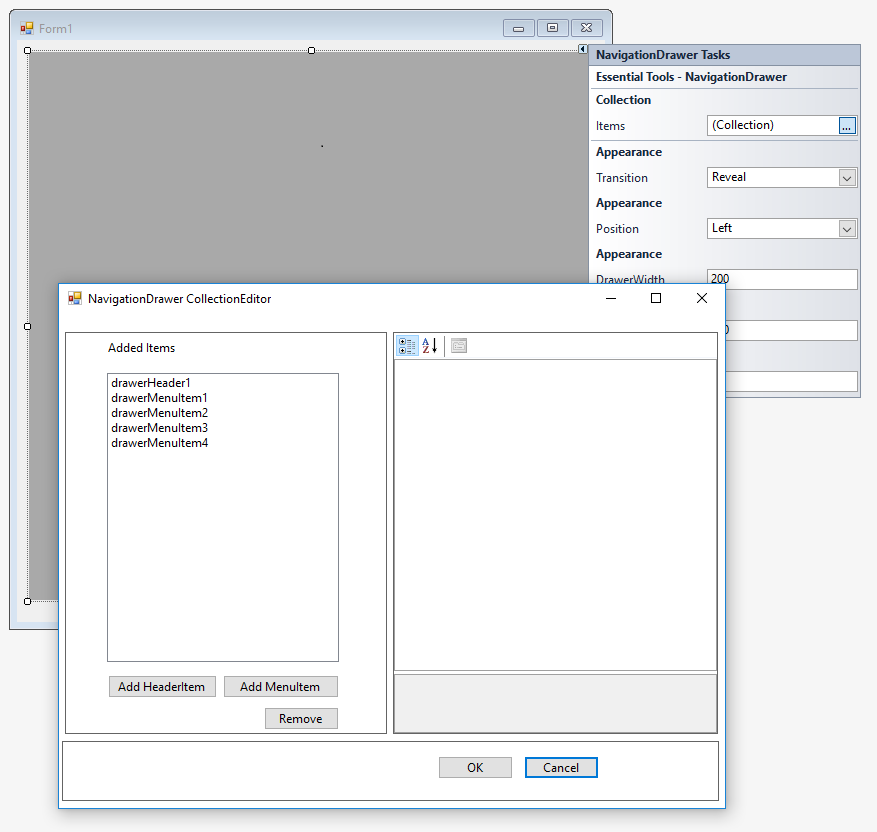 Form1
NavigationDrawer Tasks
Essential Tools - NavigationDrawer
Collection
Items (Collection) ...
Appearance
Transition Reveal
Appearance
Position Left
Appearance
DrawerWidth 200
NavigationDrawer CollectionEditor
Added Items
drawerHeader1
drawerMenuItem1
drawerMenuItem2
drawerMenuItem3
drawerMenuItem4
Add HeaderItem Add MenuItem
Remove
OK Cancel